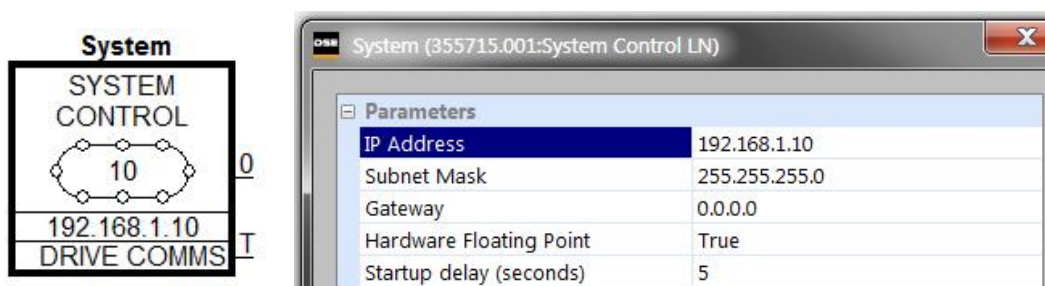 System
SYSTEM
CONTROL
10
0
192.168.1.10
DRIVE COMMS
T
DSE System (355715.001:System Control LN) X
Parameters
IP Address 192.168.1.10
Subnet Mask 255.255.255.0
Gateway 0.0.0.0
Hardware Floating Point True
Startup delay (seconds) 5